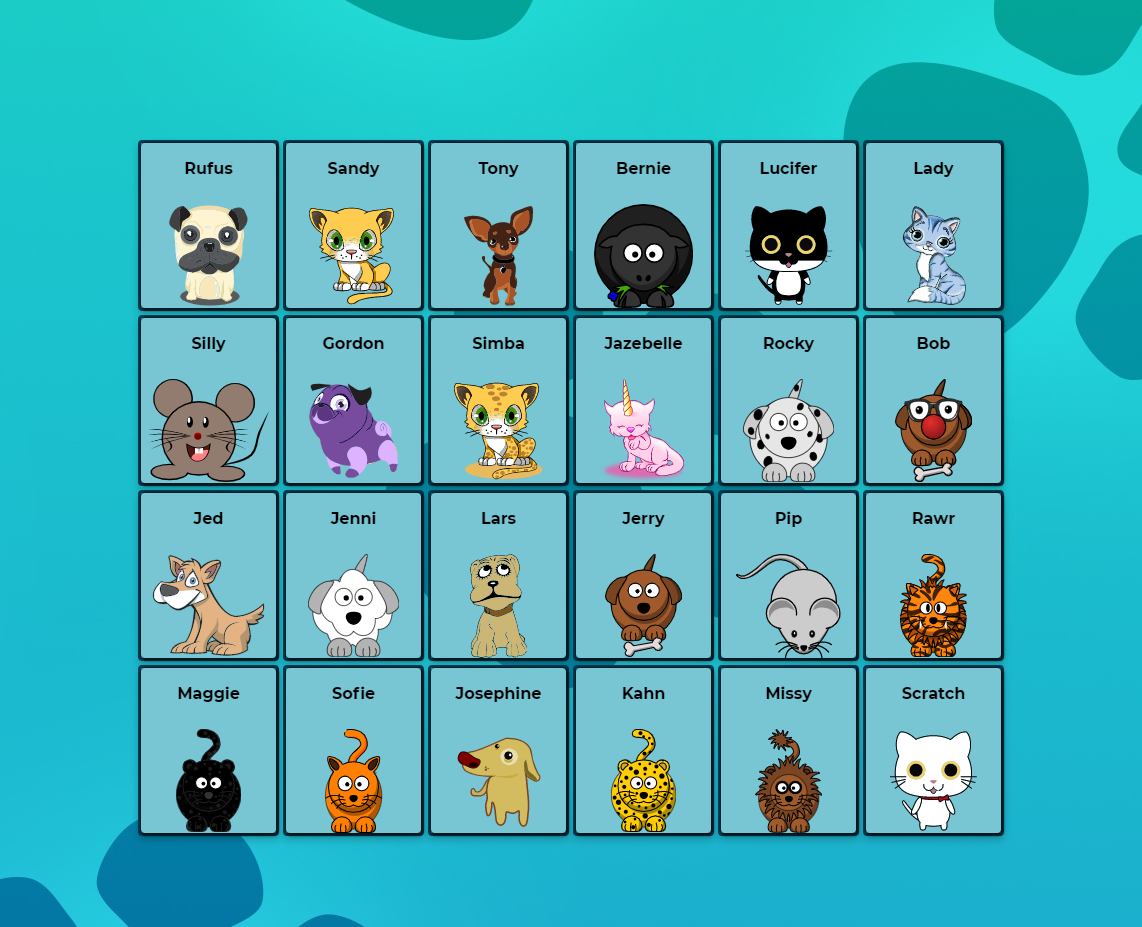 Rufus
Sandy
Tony
Bernie
Lucifer
Lady
Silly
Gordon
Simba
Jazebelle
Rocky
Bob
Jed
Jenni
Lars
Jerry
Pip
Rawr
Maggie
Sofie
Josephine
Kahn
Missy
Scratch